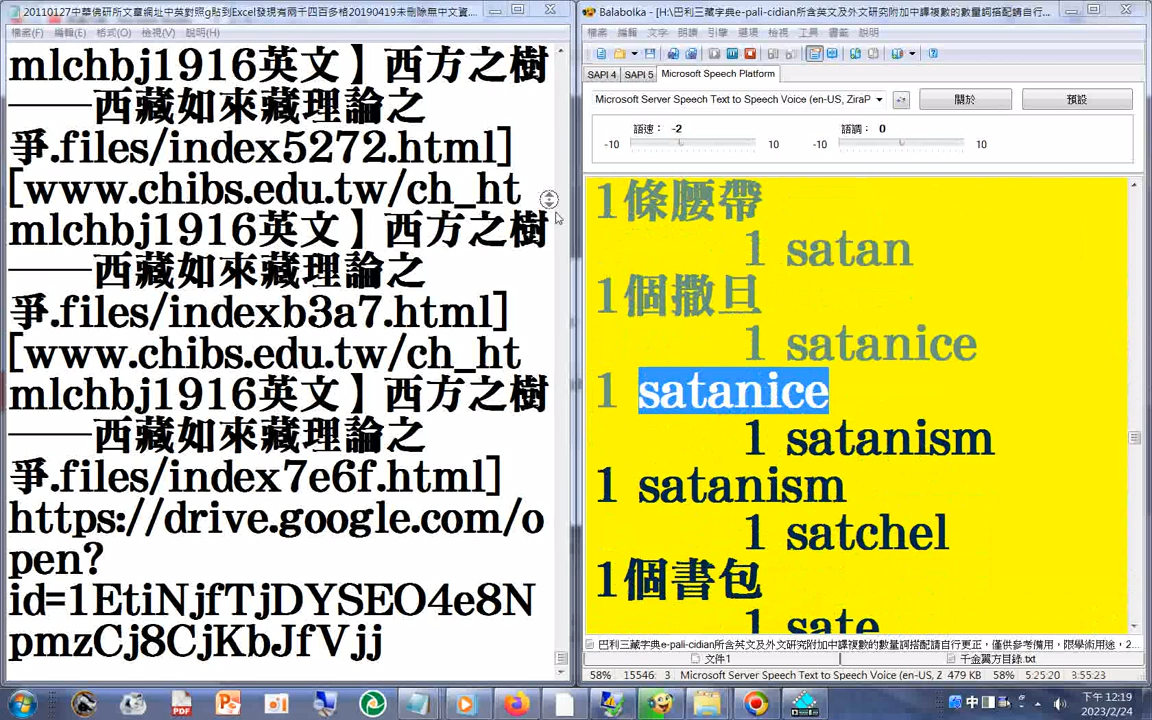 20110127中華佛研所文章網址中英對照g貼到Excel發現有兩千四百多格20190419未刪除無中文資...
檔案(F) 編輯(E) 格式(O) 檢視(V) 說明(H)
mlchbj1916英文】西方之樹
——西藏如來藏理論之
爭.files/index5272.html]
[www.chibs.edu.tw/ch_ht
mlchbj1916英文】西方之樹
——西藏如來藏理論之
爭.files/indexb3a7.html]
[www.chibs.edu.tw/ch_ht
mlchbj1916英文】西方之樹
——西藏如來藏理論之
爭.files/index7e6f.html]
https://drive.google.com/o
pen?
id=1EtiNjfTjDYSEO4e8N
pmzCj8CjKbJfVjj
Balabolka - [H:\巴利三藏字典e-pali-cidian所含英文及外文研究附加中譯複數的數量詞搭配請自行...
檔案 編輯 文字 朗讀 引擎 選項 檢視 工具 書籤 說明
SAPI 4 SAPI 5 Microsoft Speech Platform
Microsoft Server Speech Text to Speech Voice (en-US, ZiraP
關於 預設
語速： -2 語調： 0
-10 10 -10 10
1條腰帶
1 satan
1個撒旦
1 satanice
1 satanice
1 satanism
1 satanism
1 satchel
1個書包
1 sate
巴利三藏字典e-pali-cidian所含英文及外文研究附加中譯複數的數量詞搭配請自行更正，僅供參考備用，限學術用途，2...
文件1 千金翼方目錄.txt
58% 15546: 3 Microsoft Server Speech Text to Speech Voice (en-US, Z 479 KB 58% 5:25:20 3:55:23
中 下午 12:19
2023/2/24